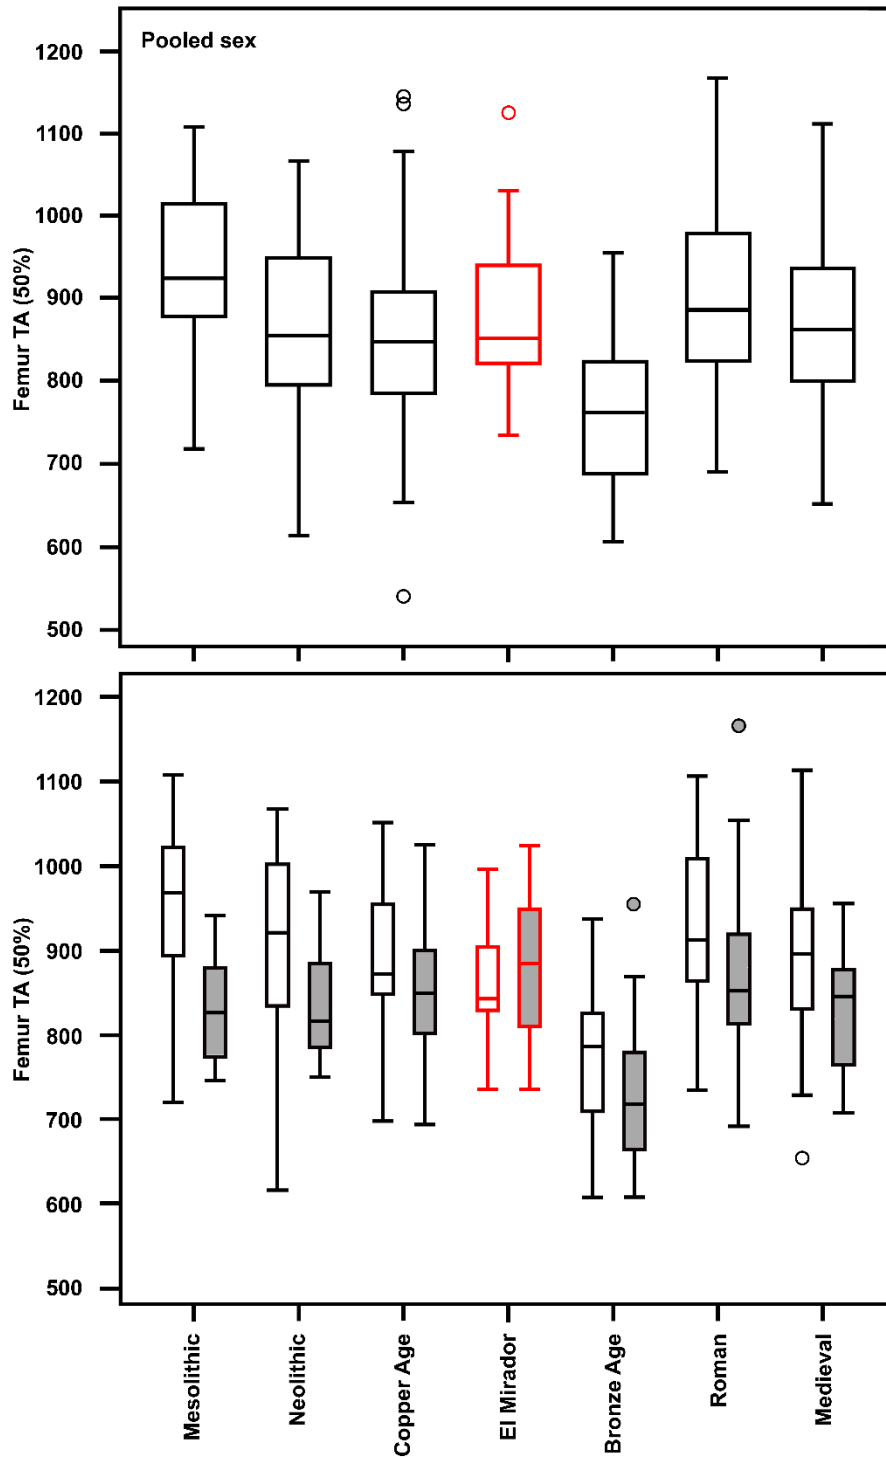 Pooled sex
Femur TA (50%)
1200
1100
1000
900
800
700
600
500
Femur TA (50%)
1200
1100
1000
900
800
700
600
500
Mesolithic
Neolithic
Copper Age
El Mirador
Bronze Age
Roman
Medieval